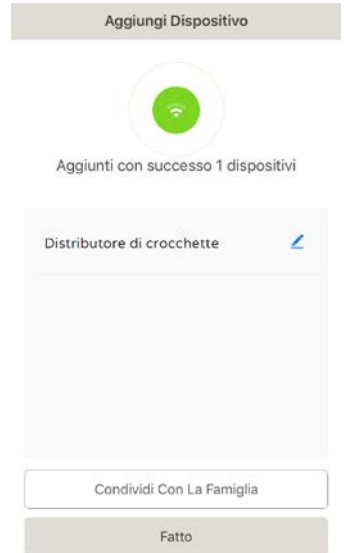 Aggiungi Dispositivo
Aggiunti con successo 1 dispositivi
Distributore di crocchette
Condividi Con La Famiglia
Fatto